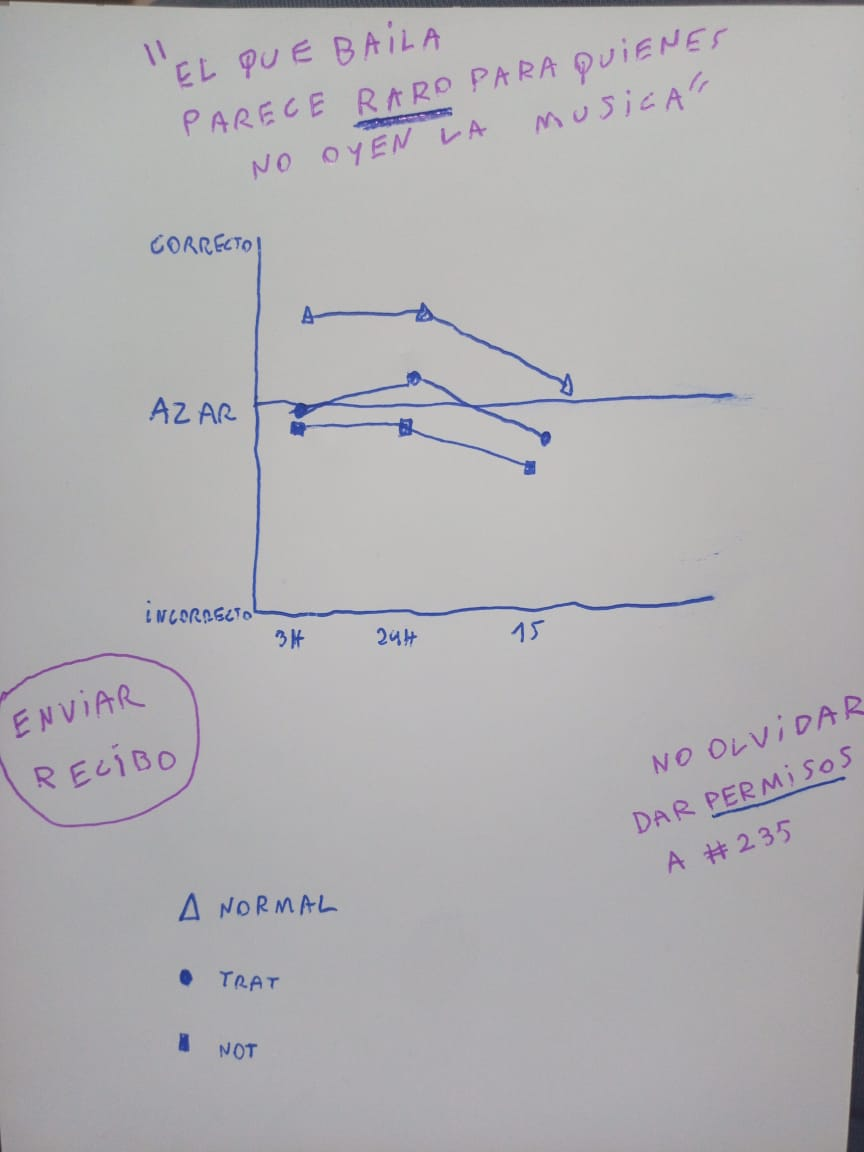 "EL QUE BAILA
PARECE RARO PARA QUIENES
NO OYEN LA MUSICA"
CORRECTO
AZAR
INCORRECTO
3H 24H 15
ENVIAR
RECIBO
NO OLVIDAR
DAR PERMISOS
A #235
Δ NORMAL
● TRAT
■ NOT